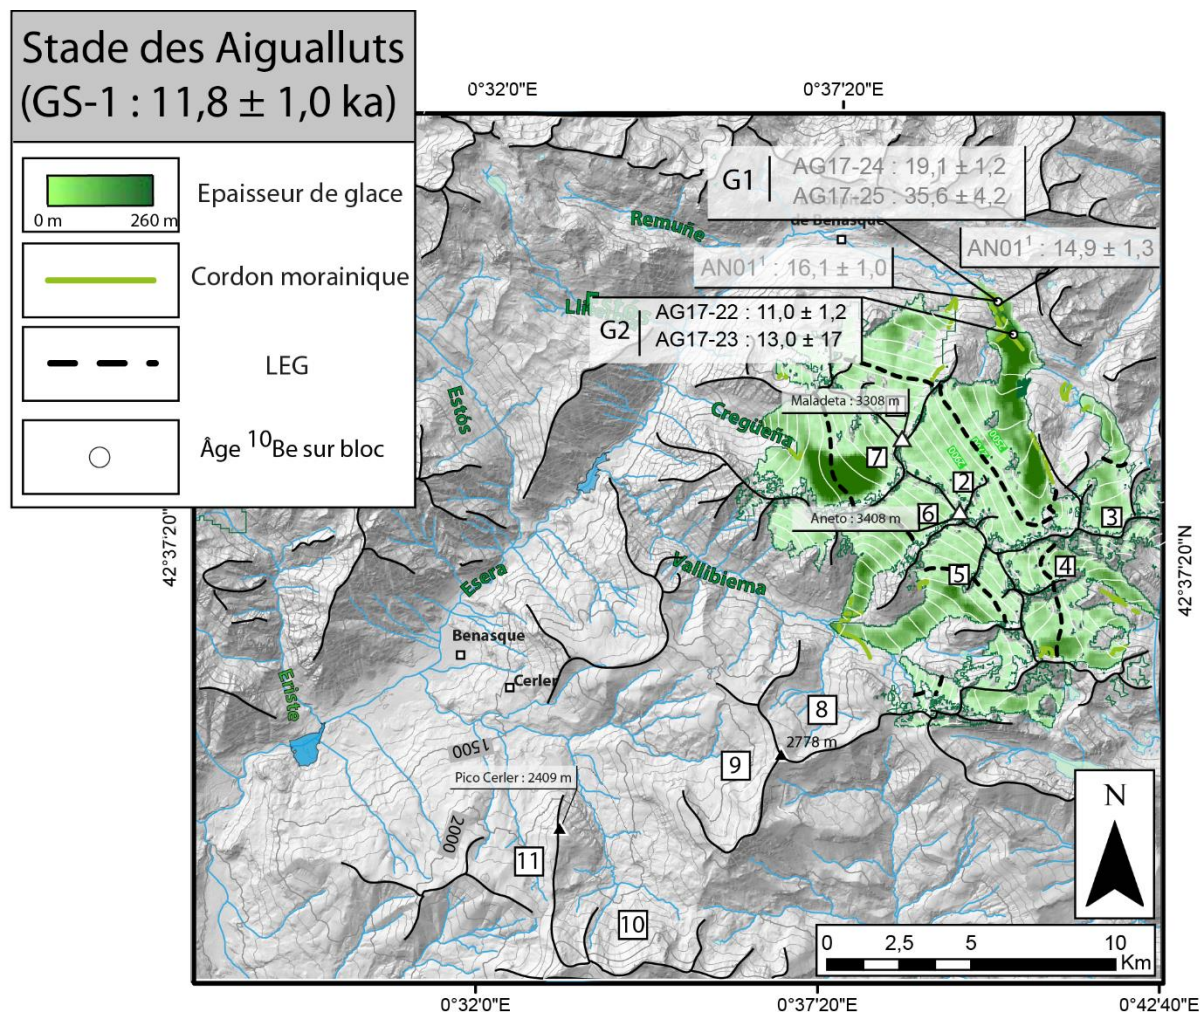 Stade des Aigualluts
(GS-1 : 11,8 ± 1,0 ka)
0 m
260 m
Epaisseur de glace
Cordon morainique
LEG
Âge ¹⁰Be sur bloc
0°32'0"E
0°37'20"E
G1
AG17-24 : 19,1 ± 1,2
AG17-25 : 35,6 ± 4,2
de Benasque
Remuñe
AN01¹ : 14,9 ± 1,3
AN01¹ : 16,1 ± 1,0
G2
AG17-22 : 11,0 ± 1,2
AG17-23 : 13,0 ± 17
Estós
Cregüeña
Maladeta : 3308 m
7
2
6
3
Aneto : 3408 m
5
4
42°37'20"
42°37'20"N
Esera
Vallibierna
Benasque
Cerler
Eriste
8
2778 m
9
1500
Pico Cerler : 2409 m
2000
11
10
N
0
2,5
5
10
Km
0°32'0"E
0°37'20"E
0°42'40"E